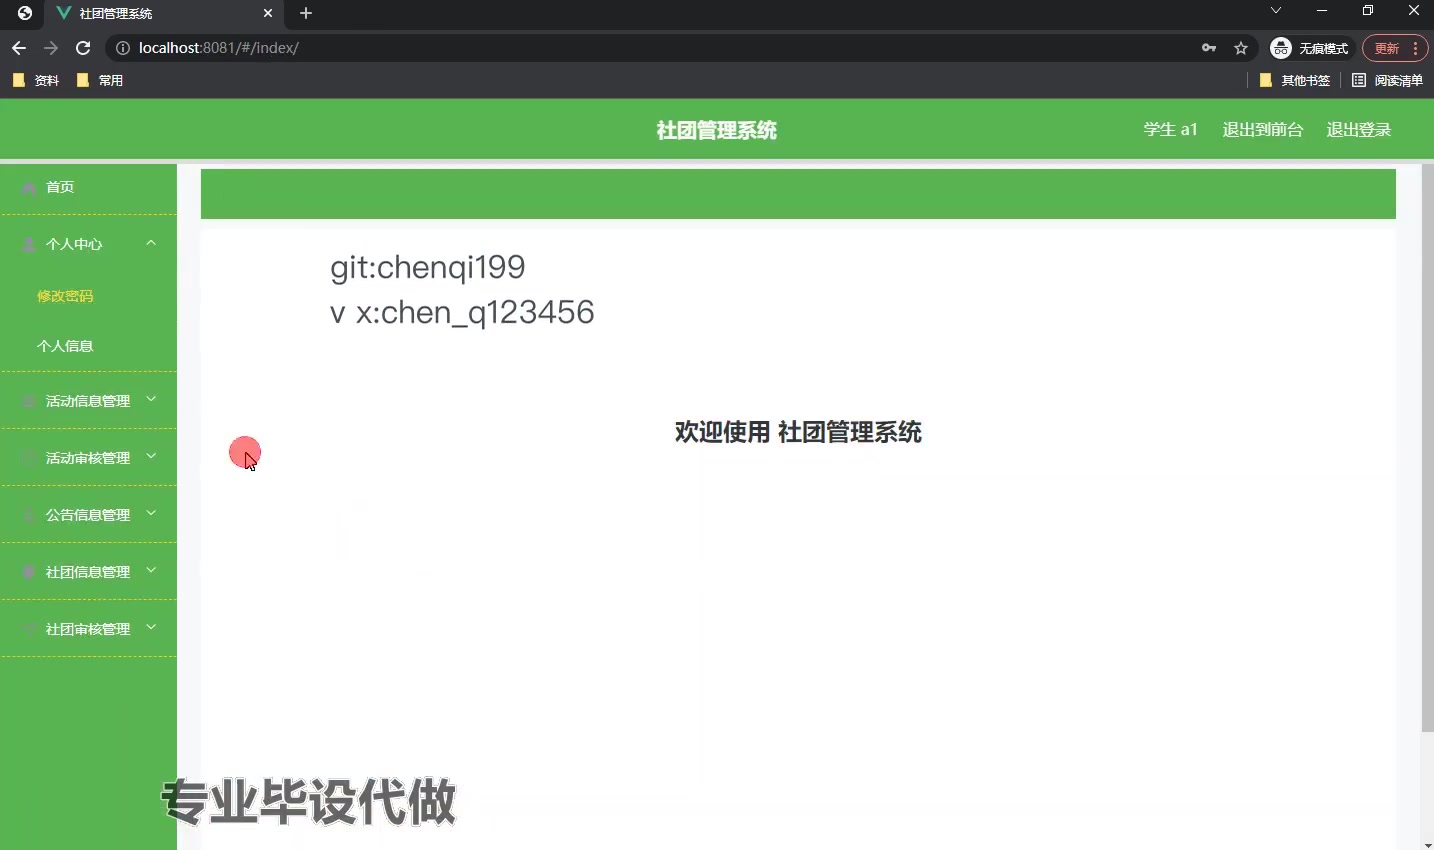 社团管理系统
localhost:8081/#/index/
无痕模式
更新
资料
常用
其他书签
阅读清单
社团管理系统
学生 a1
退出到前台
退出登录
首页
个人中心
修改密码
个人信息
活动信息管理
活动审核管理
公告信息管理
社团信息管理
社团审核管理
git:chenqi199
v x:chen_q123456
欢迎使用 社团管理系统
专业毕设代做